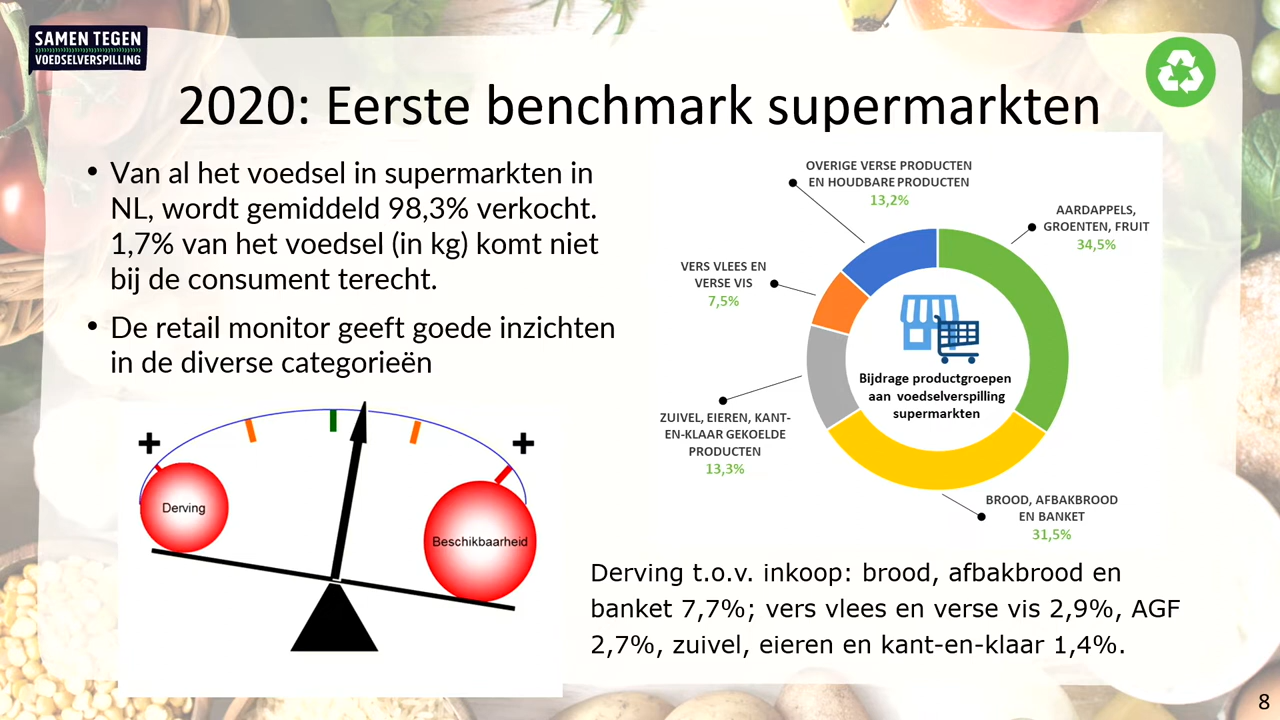 SAMEN TEGEN
VOEDSELVERSPILLING
2020: Eerste benchmark supermarkten
• Van al het voedsel in supermarkten in
NL, wordt gemiddeld 98,3% verkocht.
1,7% van het voedsel (in kg) komt niet
bij de consument terecht.
• De retail monitor geeft goede inzichten
in de diverse categorieën
+
+
Derving
Beschikbaarheid
OVERIGE VERSE PRODUCTEN
EN HOUDBARE PRODUCTEN
13,2%
AARDAPPELS,
GROENTEN, FRUIT
34,5%
VERS VLEES EN
VERSE VIS
7,5%
Bijdrage productgroepen
aan voedselverspilling
supermarkten
ZUIVEL, EIEREN, KANT-
EN-KLAAR GEKOELDE
PRODUCTEN
13,3%
BROOD, AFBAKBROOD
EN BANKET
31,5%
Derving t.o.v. inkoop: brood, afbakbrood en
banket 7,7%; vers vlees en verse vis 2,9%, AGF
2,7%, zuivel, eieren en kant-en-klaar 1,4%.
8